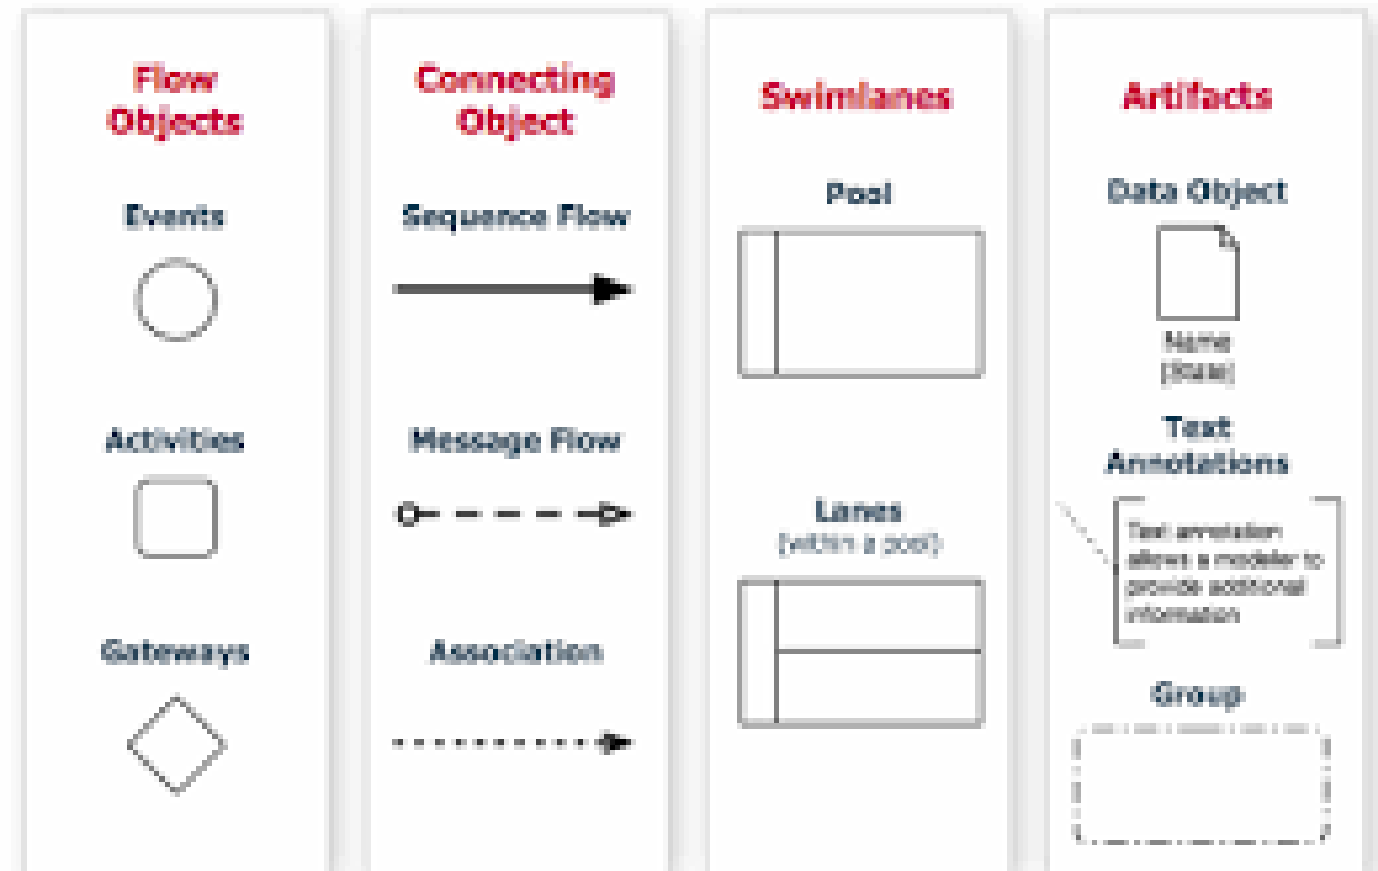 Flow
Objects
Events
Activities
Gateways
Connecting
Object
Sequence Flow
Message Flow
Association
Swimlanes
Pool
Lanes
(within a pool)
Artifacts
Data Object
Name
[State]
Text
Annotations
Text annotation
allows a modeler to
provide additional
information
Group